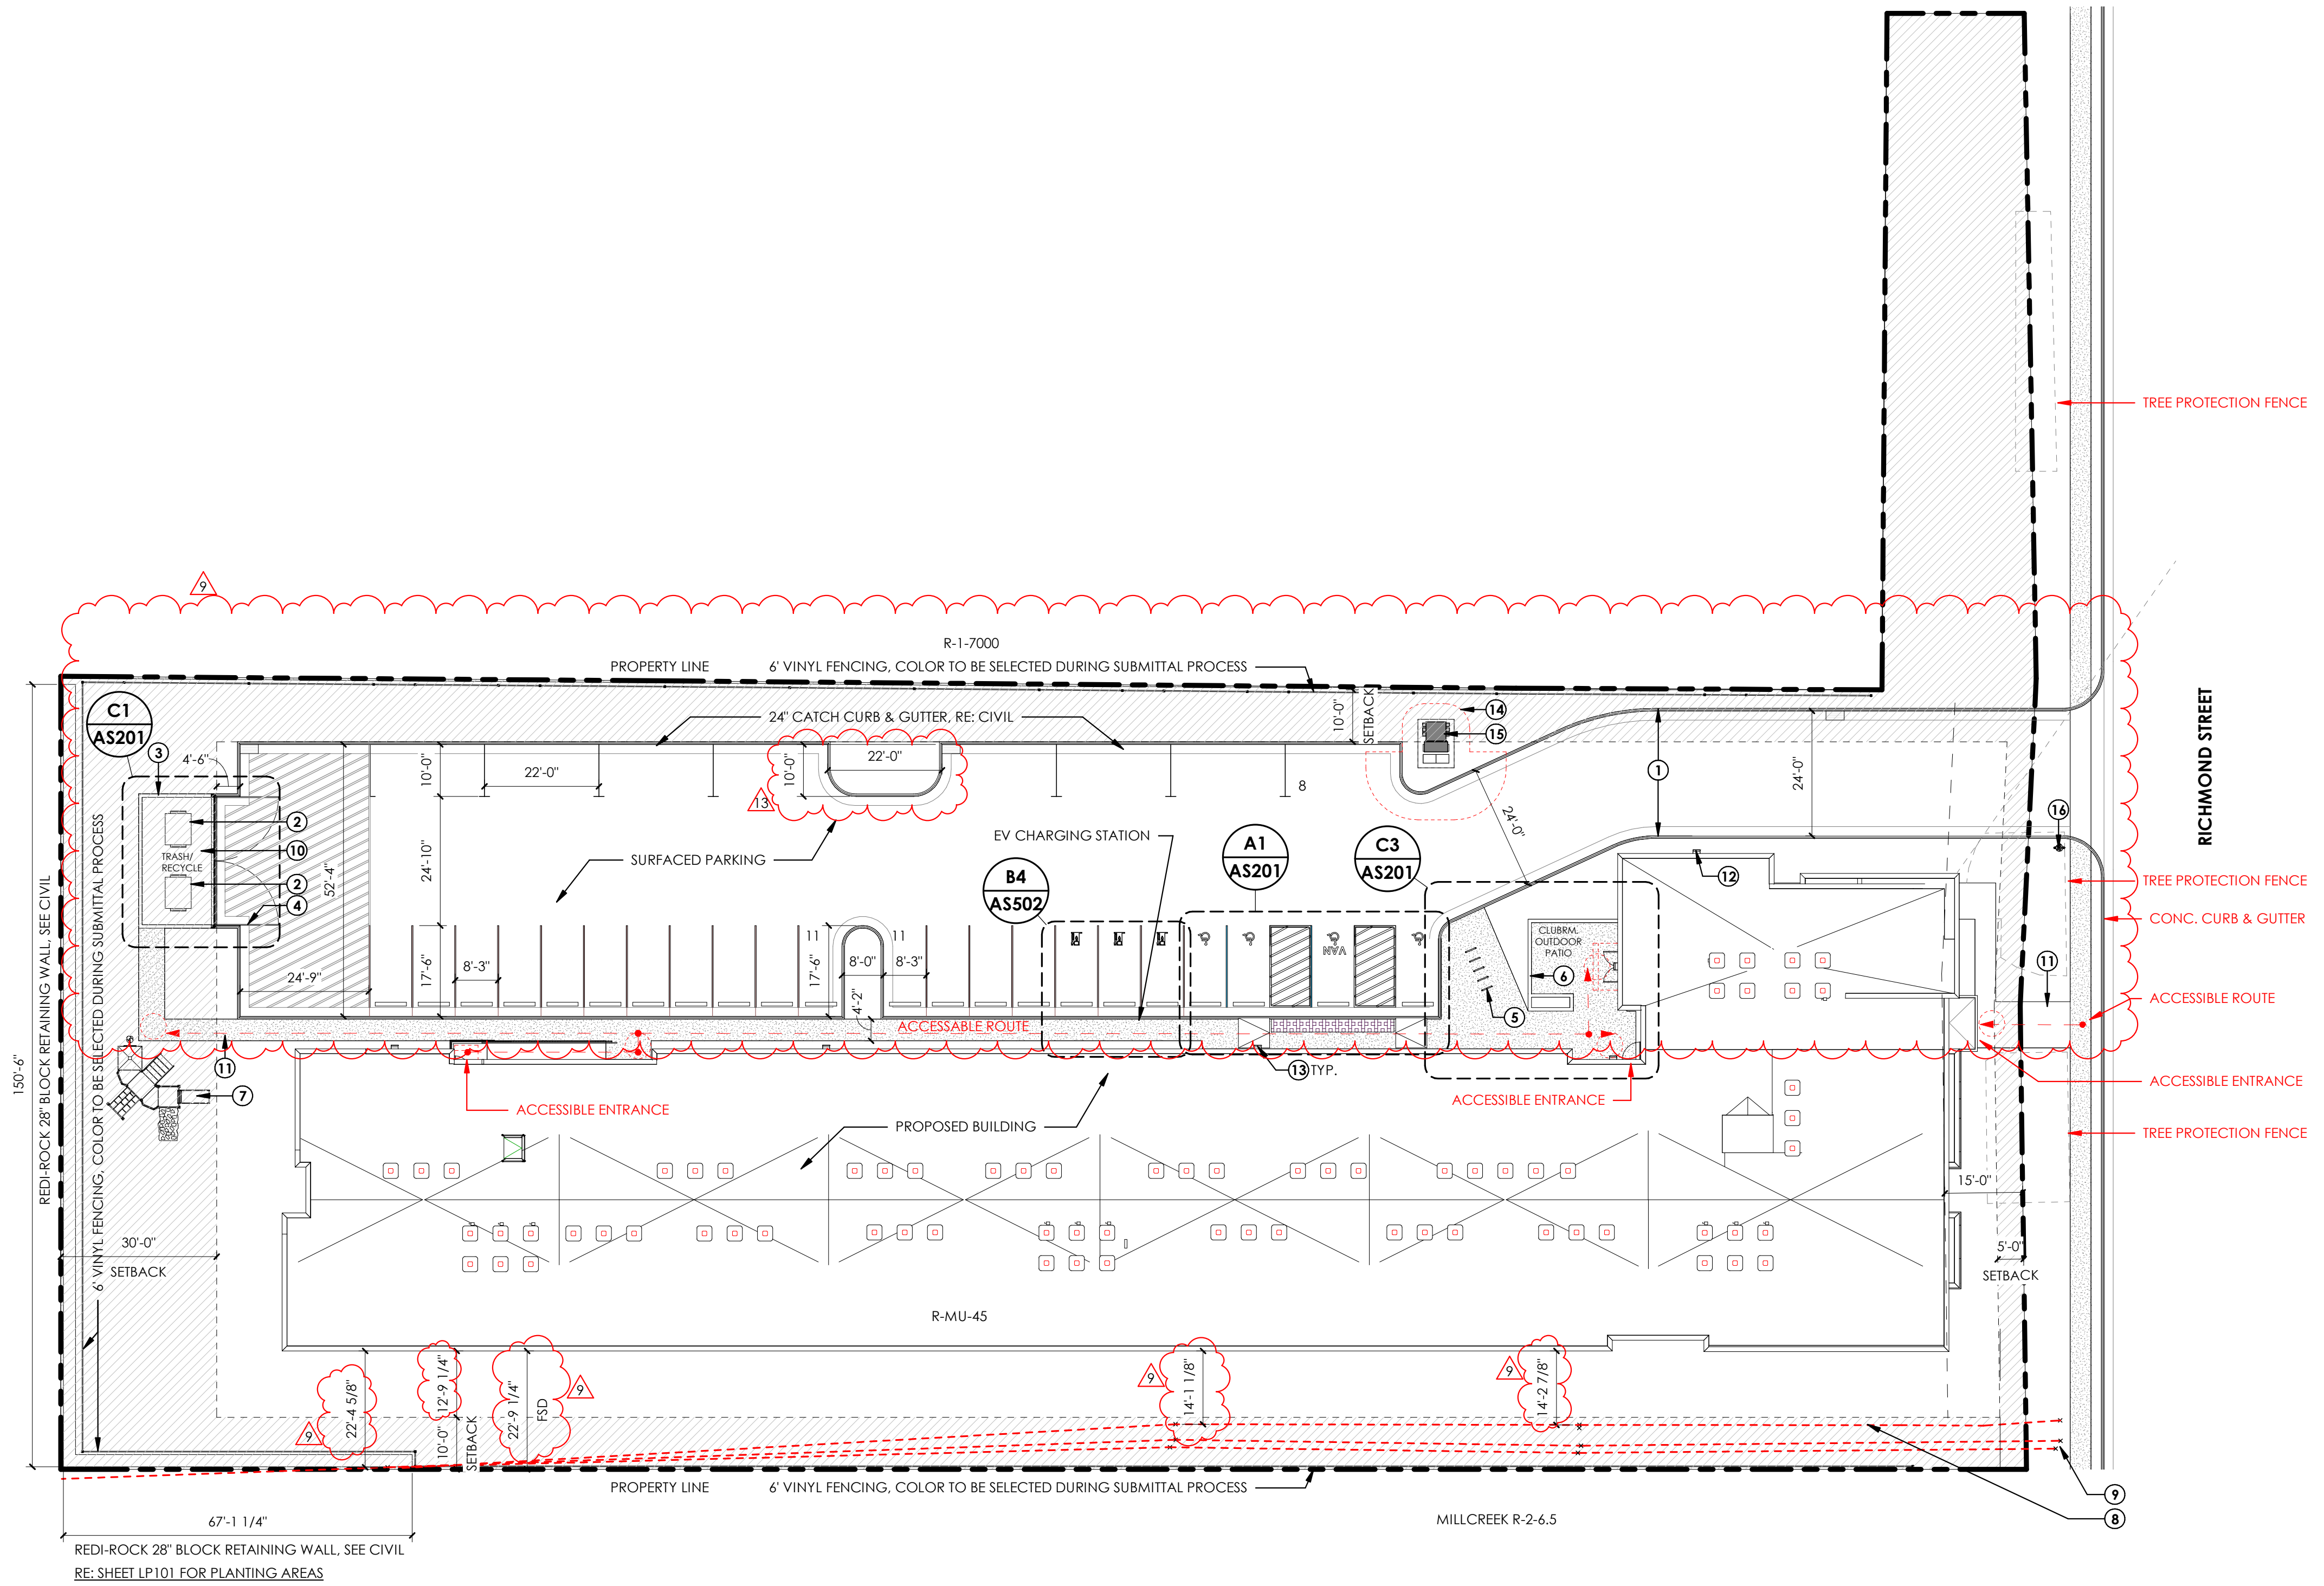 TREE PROTECTION FENCE
9
R-1-7000
PROPERTY LINE
6' VINYL FENCING, COLOR TO BE SELECTED DURING SUBMITTAL PROCESS
C1
AS201
24" CATCH CURB & GUTTER, RE: CIVIL
10'-0"
SETBACK
14
15
RICHMOND STREET
3
4'-6"
10'-0"
22'-0"
10'-0"
22'-0"
13
8
1
24'-0"
24'-0"
16
2
10
TRASH/
RECYCLE
2
4
52'-4"
24'-10"
SURFACED PARKING
EV CHARGING STATION
B4
AS502
A1
AS201
C3
AS201
12
TREE PROTECTION FENCE
CONC. CURB & GUTTER
REDI-ROCK 28" BLOCK RETAINING WALL, SEE CIVIL
6' VINYL FENCING, COLOR TO BE SELECTED DURING SUBMITTAL PROCESS
150'-6"
24'-9"
17'-6"
8'-3"
17'-6"
11
11
8'-0"
8'-3"
4'-2"
VAN
CLUBRM.
OUTDOOR
PATIO
6
5
11
ACCESSIBLE ROUTE
ACCESSABLE ROUTE
11
7
13
TYP.
ACCESSIBLE ENTRANCE
ACCESSIBLE ENTRANCE
ACCESSIBLE ENTRANCE
PROPOSED BUILDING
TREE PROTECTION FENCE
15'-0"
30'-0"
SETBACK
5'-0"
SETBACK
R-MU-45
22'-4 5/8"
9
12'-9 1/4"
10'-0"
SETBACK
22'-9 1/4"
FSD
9
14'-1 1/8"
9
14'-2 7/8"
9
PROPERTY LINE
6' VINYL FENCING, COLOR TO BE SELECTED DURING SUBMITTAL PROCESS
9
8
67'-1 1/4"
MILLCREEK R-2-6.5
REDI-ROCK 28" BLOCK RETAINING WALL, SEE CIVIL
RE: SHEET LP101 FOR PLANTING AREAS